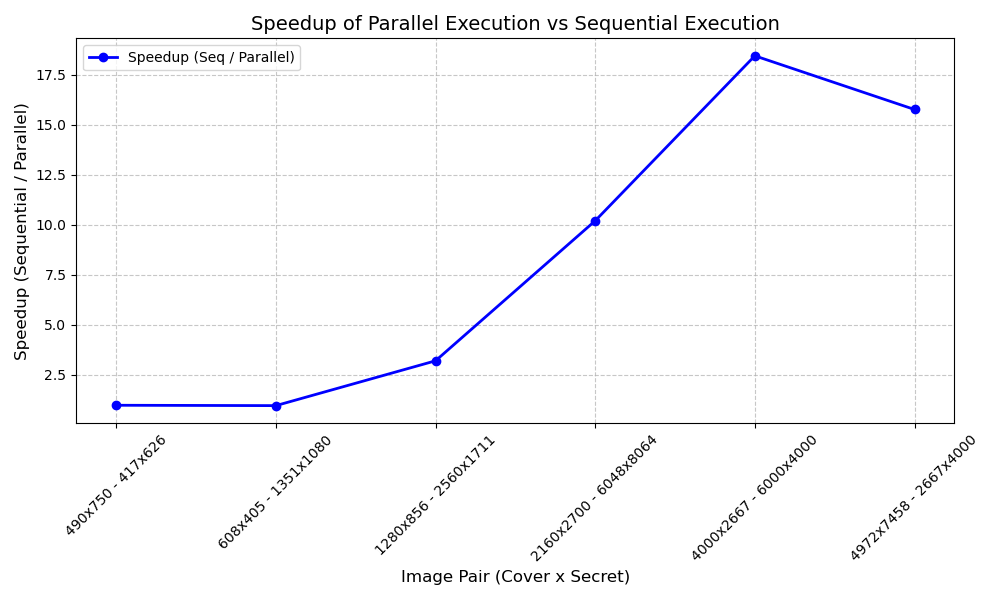 Speedup of Parallel Execution vs Sequential Execution
Speedup (Seq / Parallel)
Speedup (Sequential / Parallel)
17.5
15.0
12.5
10.0
7.5
5.0
2.5
490x750 - 417x626
608x405 - 1351x1080
1280x856 - 2560x1711
2160x2700 - 6048x8064
4000x2667 - 6000x4000
4972x7458 - 2667x4000
Image Pair (Cover x Secret)